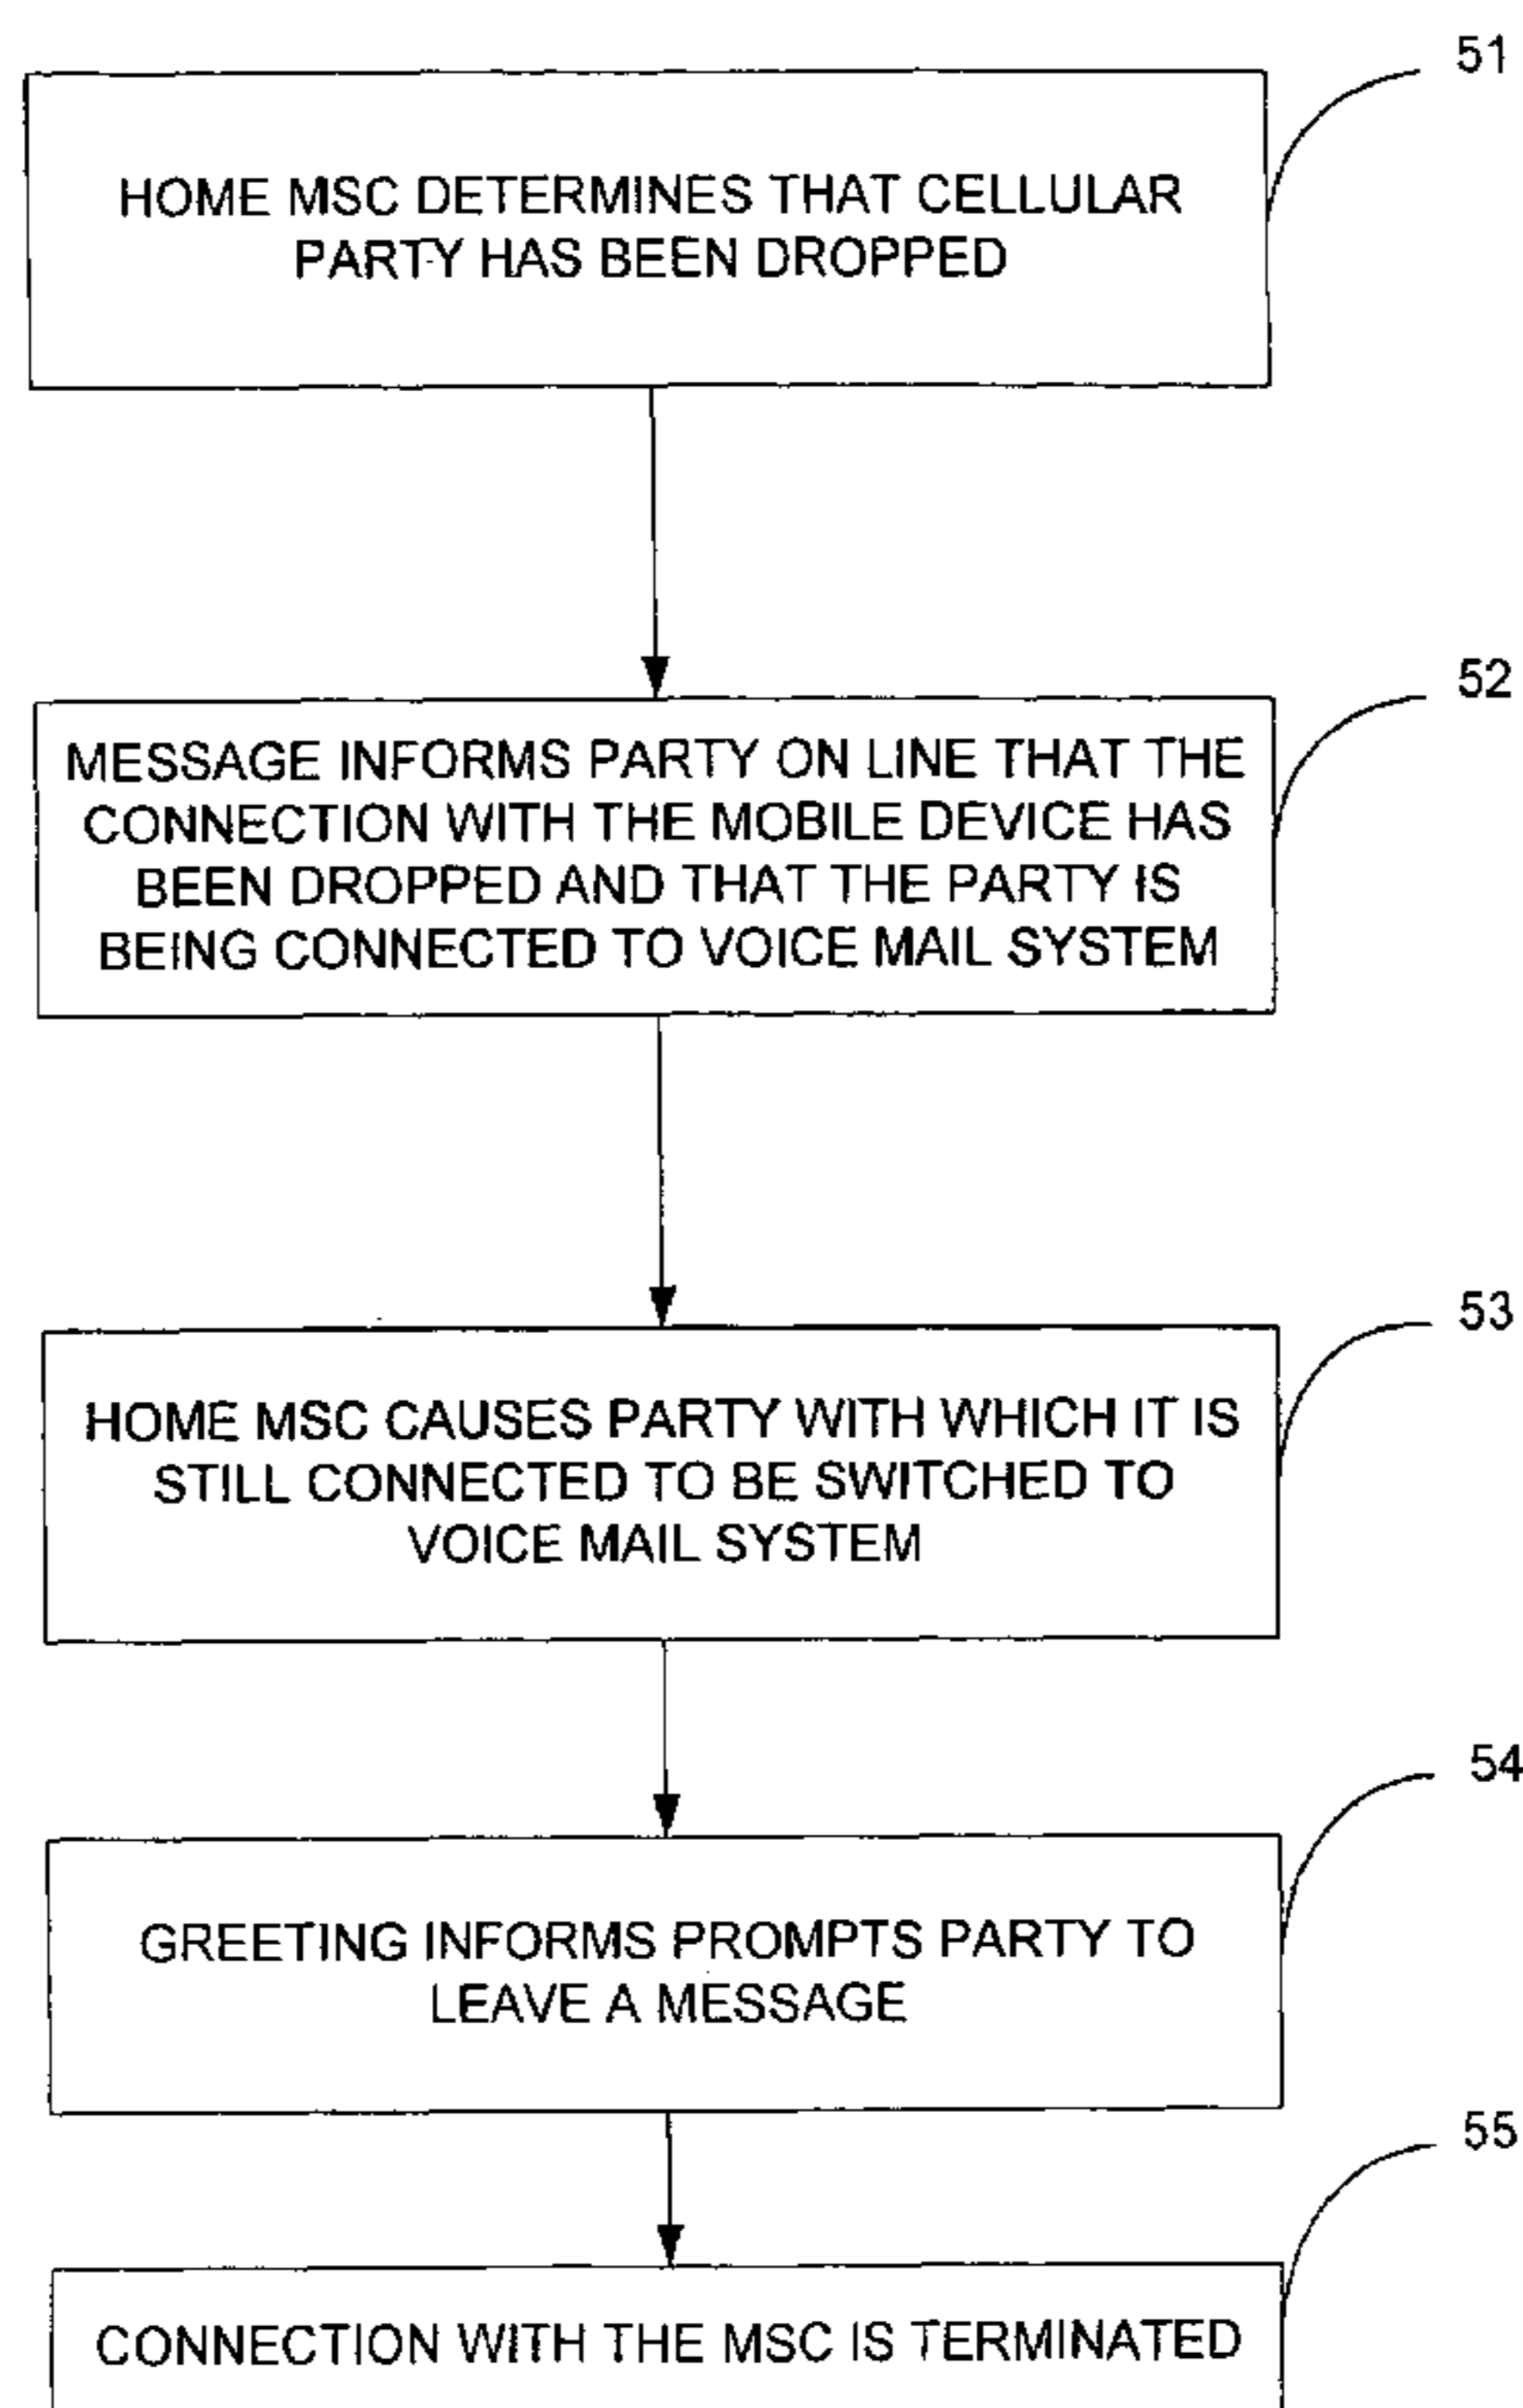 51
HOME MSC DETERMINES THAT CELLULAR
PARTY HAS BEEN DROPPED
52
MESSAGE INFORMS PARTY ON LINE THAT THE
CONNECTION WITH THE MOBILE DEVICE HAS
BEEN DROPPED AND THAT THE PARTY IS
BEING CONNECTED TO VOICE MAIL SYSTEM
53
HOME MSC CAUSES PARTY WITH WHICH IT IS
STILL CONNECTED TO BE SWITCHED TO
VOICE MAIL SYSTEM
54
GREETING INFORMS PROMPTS PARTY TO
LEAVE A MESSAGE
55
CONNECTION WITH THE MSC IS TERMINATED